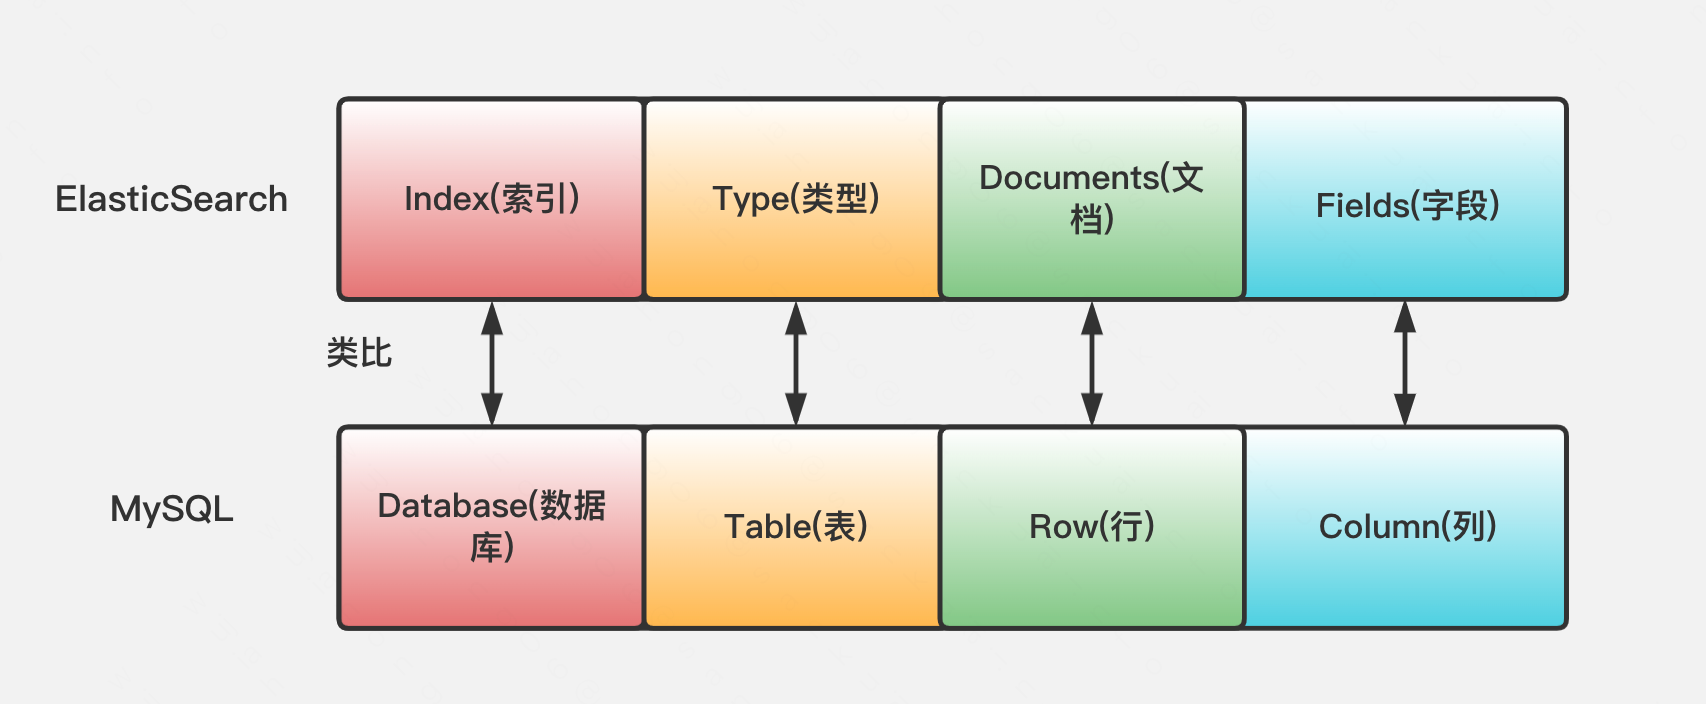 ElasticSearch
Index(索引)
Type(类型)
Documents(文
档)
Fields(字段)
类比
MySQL
Database(数据
库)
Table(表)
Row(行)
Column(列)